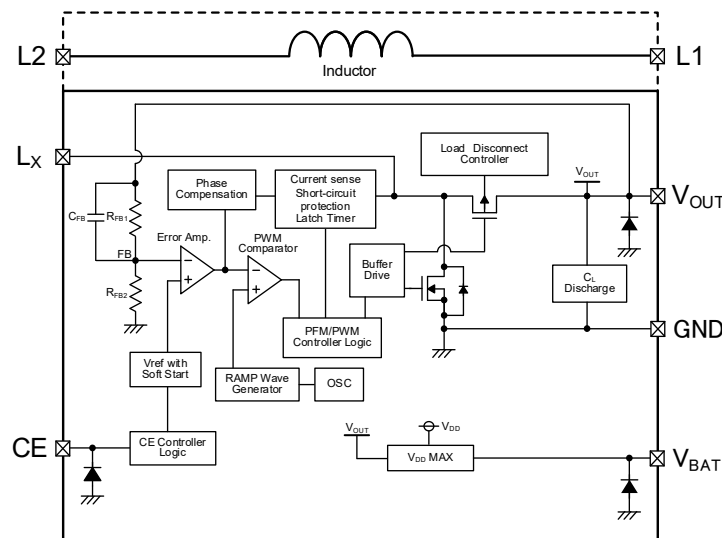 L2
L1
Inductor
LX
Load Disconnect
Controller
Phase
Compensation
Current sense
Short-circuit
protection
Latch Timer
VOUT
VOUT
CFB
RFB1
Error Amp.
PWM
Comparator
FB
Buffer
Drive
CL
Discharge
RFB2
PFM/PWM
Controller Logic
GND
Vref with
Soft Start
RAMP Wave
Generator
OSC
CE
CE Controller
Logic
VOUT
VDD
VDD MAX
VBAT